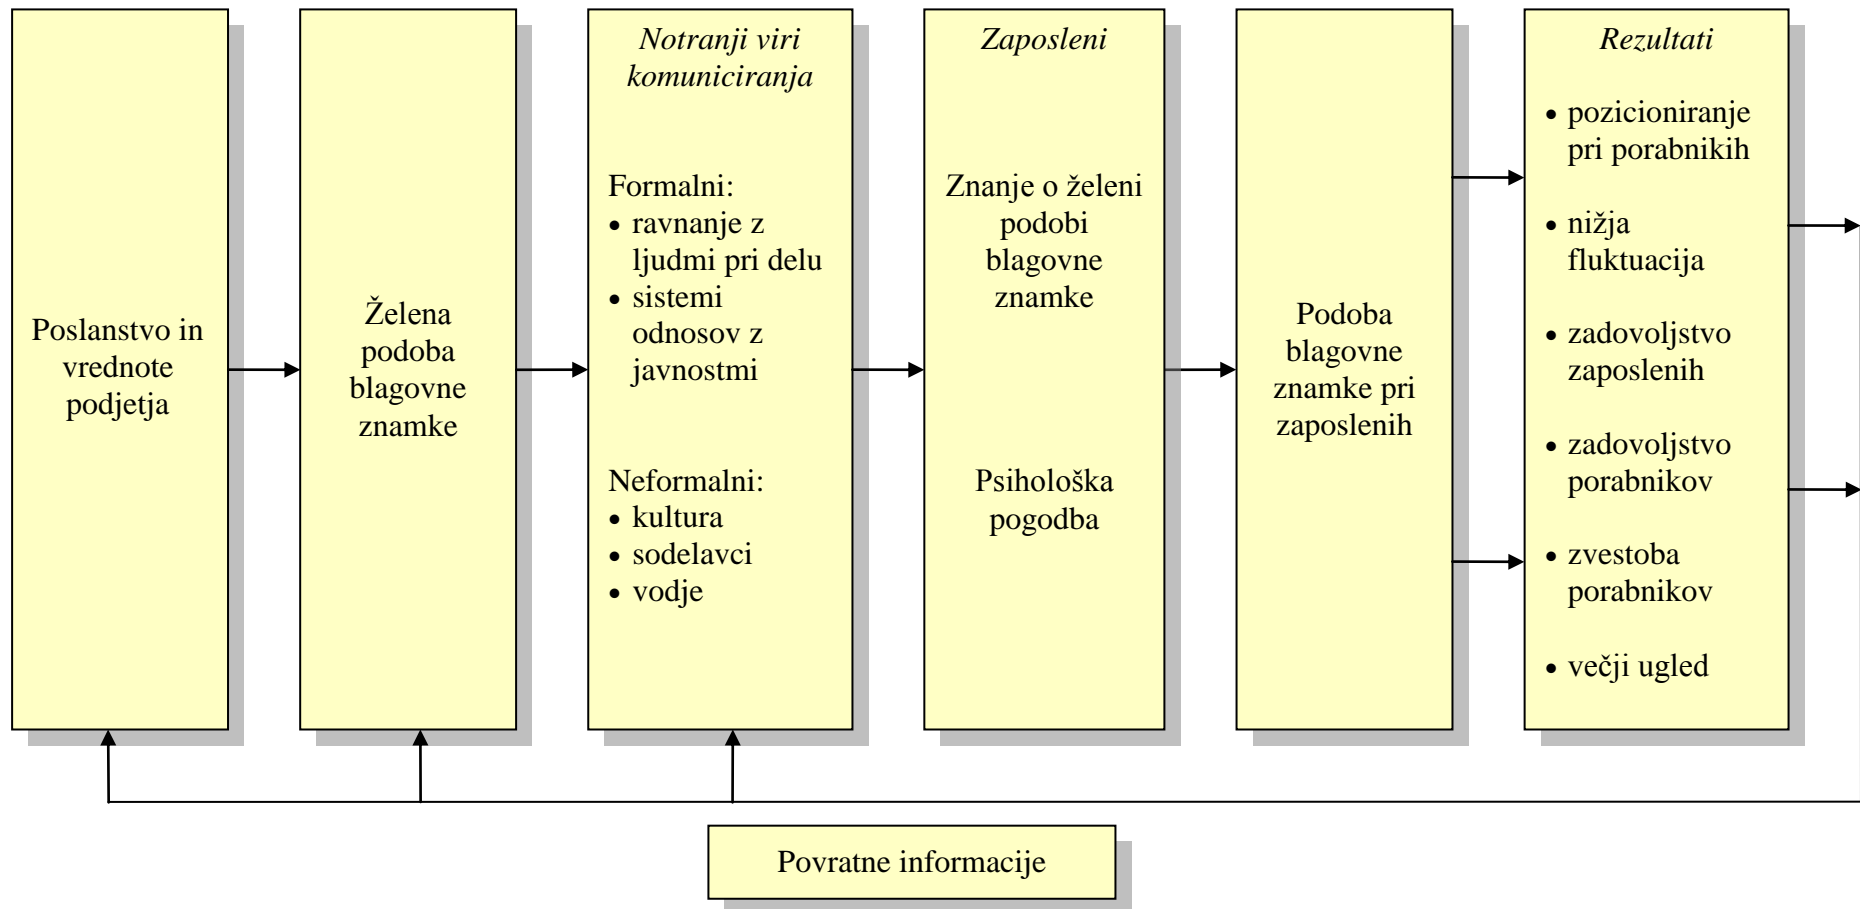 Poslanstvo in
vrednote
podjetja
Želena
podoba
blagovne
znamke
Notranji viri
komuniciranja
Formalni:
• ravnanje z
ljudmi pri delu
• sistemi
odnosov z
javnostmi
Neformalni:
• kultura
• sodelavci
• vodje
Zaposleni
Znanje o želeni
podobi
blagovne
znamke
Psihološka
pogodba
Podoba
blagovne
znamke pri
zaposlenih
Rezultati
• pozicioniranje
pri porabnikih
• nižja
fluktuacija
• zadovoljstvo
zaposlenih
• zadovoljstvo
porabnikov
• zvestoba
porabnikov
• večji ugled
Povratne informacije